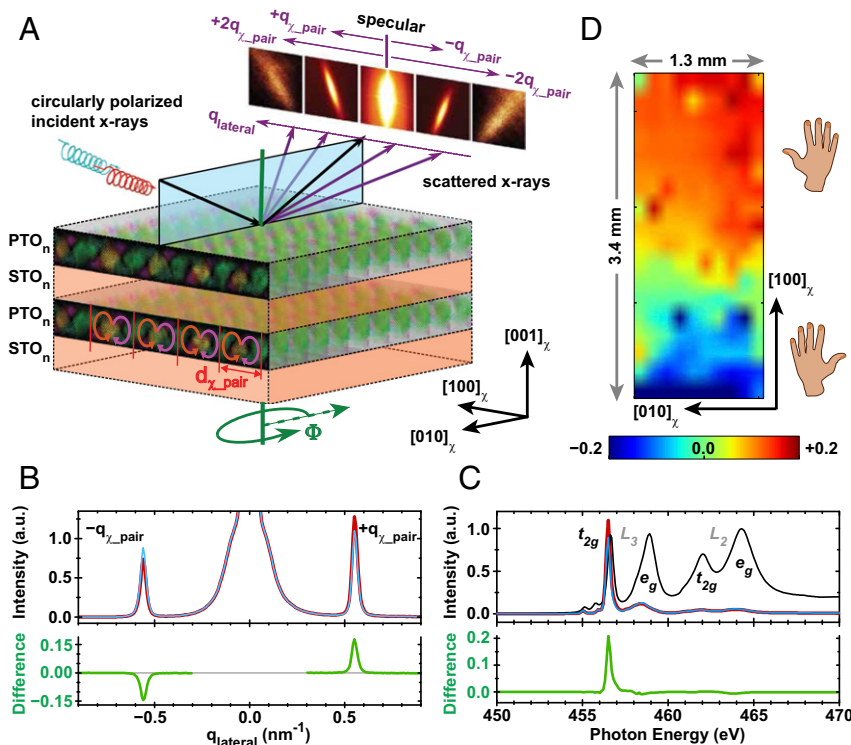 A
+2qχ_pair
+qχ_pair
specular
−qχ_pair
−2qχ_pair
circularly polarized
incident x-rays
qlateral
scattered x-rays
PTOn
STOn
PTOn
STOn
dχ_pair
Φ
[001]χ
[100]χ
[010]χ
D
1.3 mm
3.4 mm
[100]χ
[010]χ
−0.2
0.0
+0.2
B
Intensity (a.u.)
1.0
0.5
0.0
−qχ_pair
+qχ_pair
Difference
0.15
0.00
−0.15
−0.5
0.0
0.5
qlateral (nm-1)
C
Intensity (a.u.)
1.0
0.5
0.0
t2g
L3
eg
L2
t2g
eg
Difference
0.2
0.1
0.0
450
455
460
465
470
Photon Energy (eV)